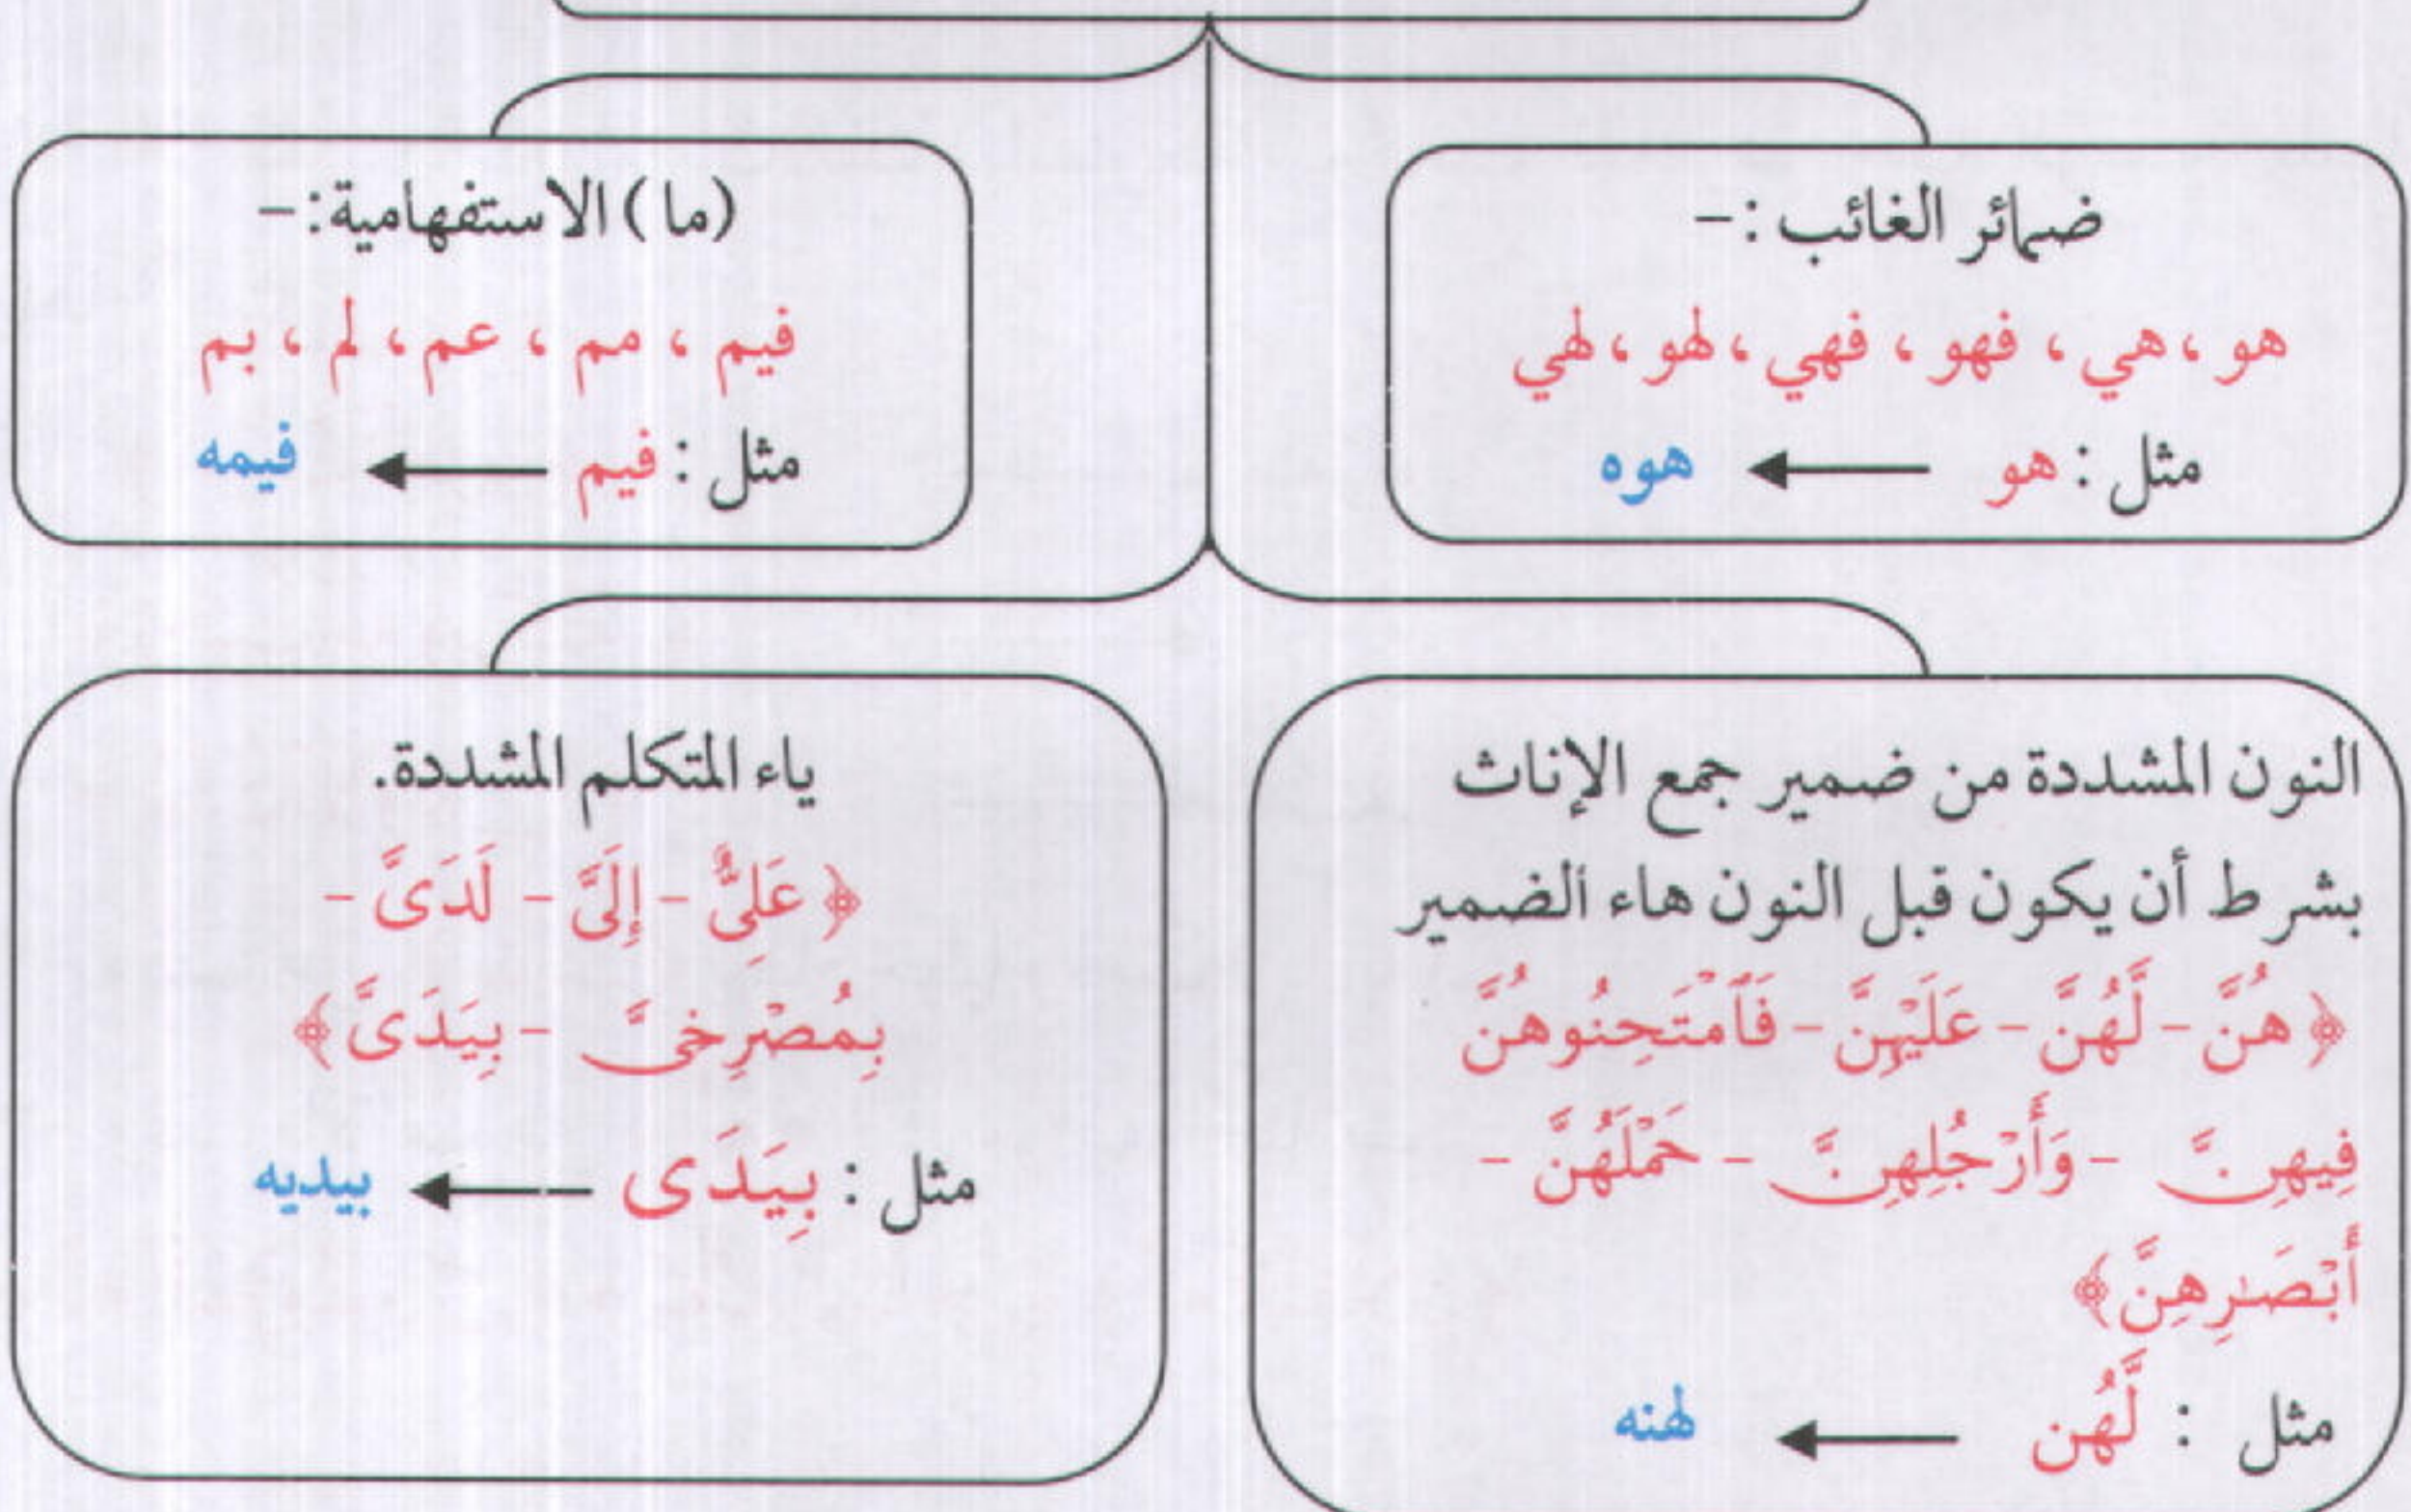 ضمائر الغائب :–
هو ، هي ، فهو ، فهي ، لهو ، لهي
مثل : هو ← هوه
(ما) الاستفهامية:–
فيم ، مم ، عم ، لم ، بم
مثل : فيم ← فيمه
النون المشددة من ضمير جمع الإناث
بشرط أن يكون قبل النون هاء الضمير
﴿ هُنَّ - لَّهُنَّ - عَلَيْهِنَّ - فَٱمْتَحِنُوهُنَّ
فِيهِنَّ - وَأَرْجُلِهِنَّ - حَمْلَهُنَّ -
أَبْصَٰرِهِنَّ ﴾
مثل : لَّهُن ← لهنه
ياء المتكلم المشددة.
﴿ عَلِىٌّ - إِلَىَّ - لَدَىَّ -
بِمُصْرِخِىَّ - بِيَدَىَّ ﴾
مثل : بِيَدَى ← بيديه